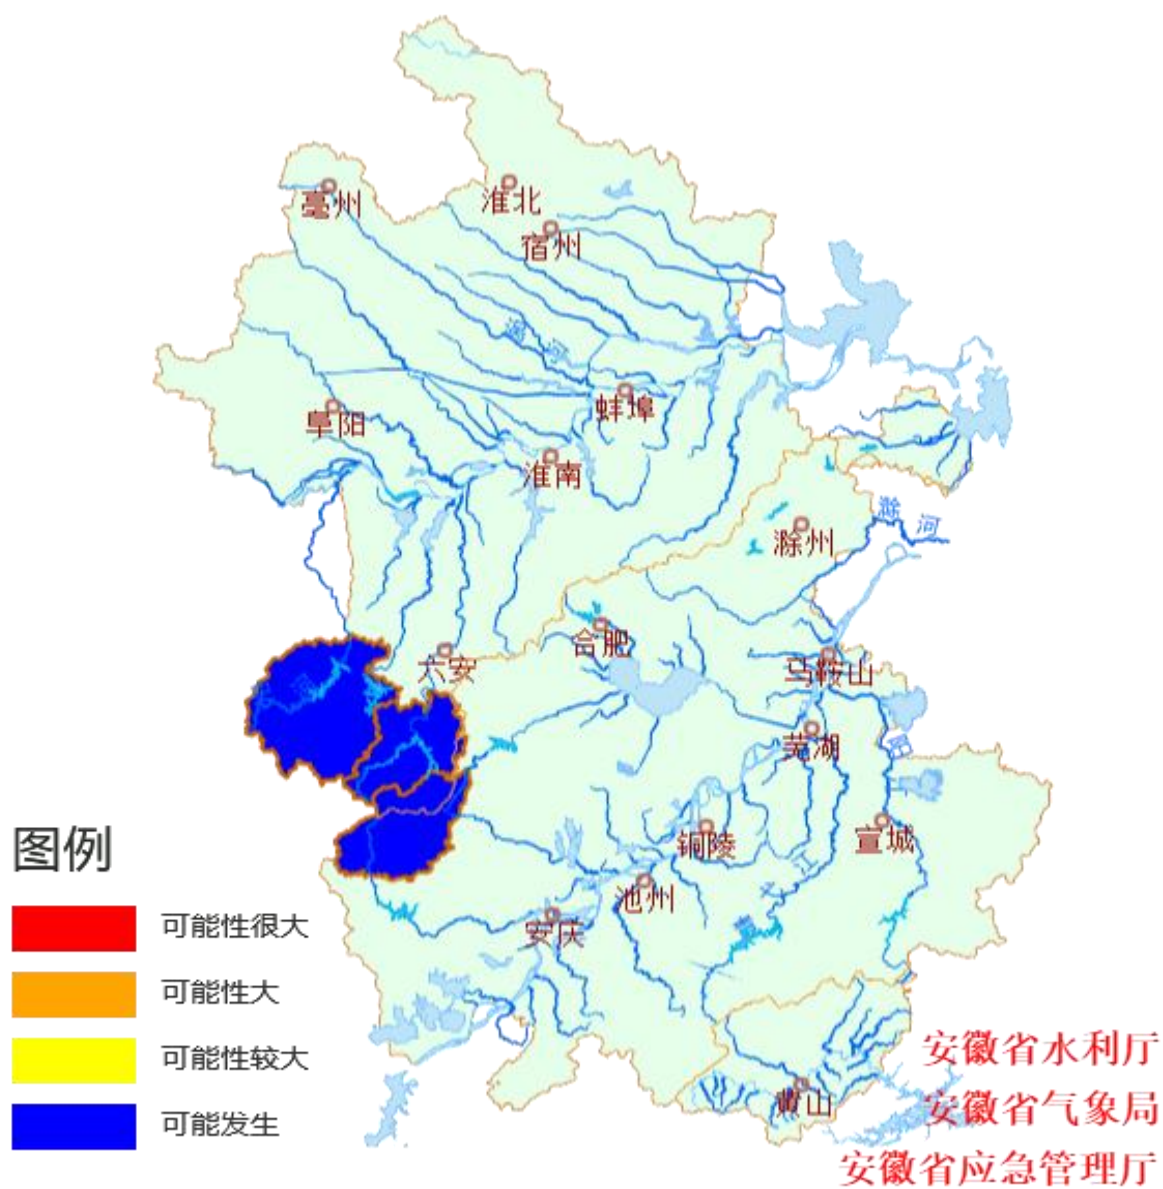 亳州
淮北
宿州
涡河
蚌埠
阜阳
淮南
滁河
滁州
合肥
六安
马鞍山
芜湖
铜陵
宣城
池州
安庆
黄山
图例
可能性很大
可能性大
可能性较大
可能发生
安徽省水利厅
安徽省气象局
安徽省应急管理厅